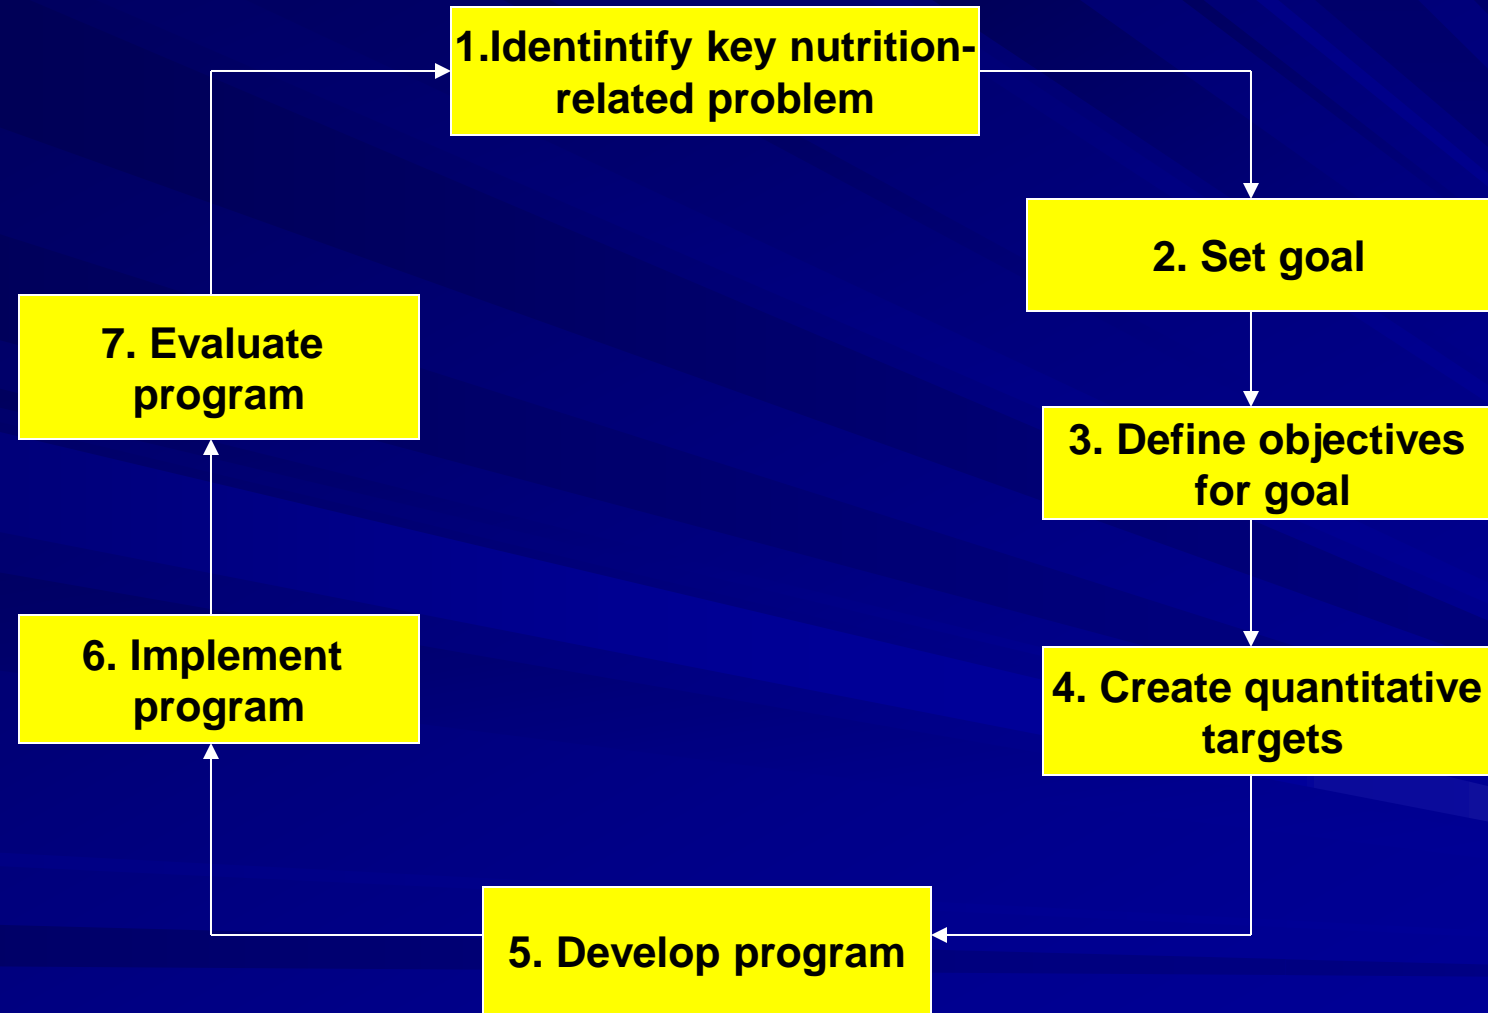 1.Identintify key nutrition-
related problem
2. Set goal
3. Define objectives
for goal
4. Create quantitative
targets
5. Develop program
6. Implement
program
7. Evaluate
program